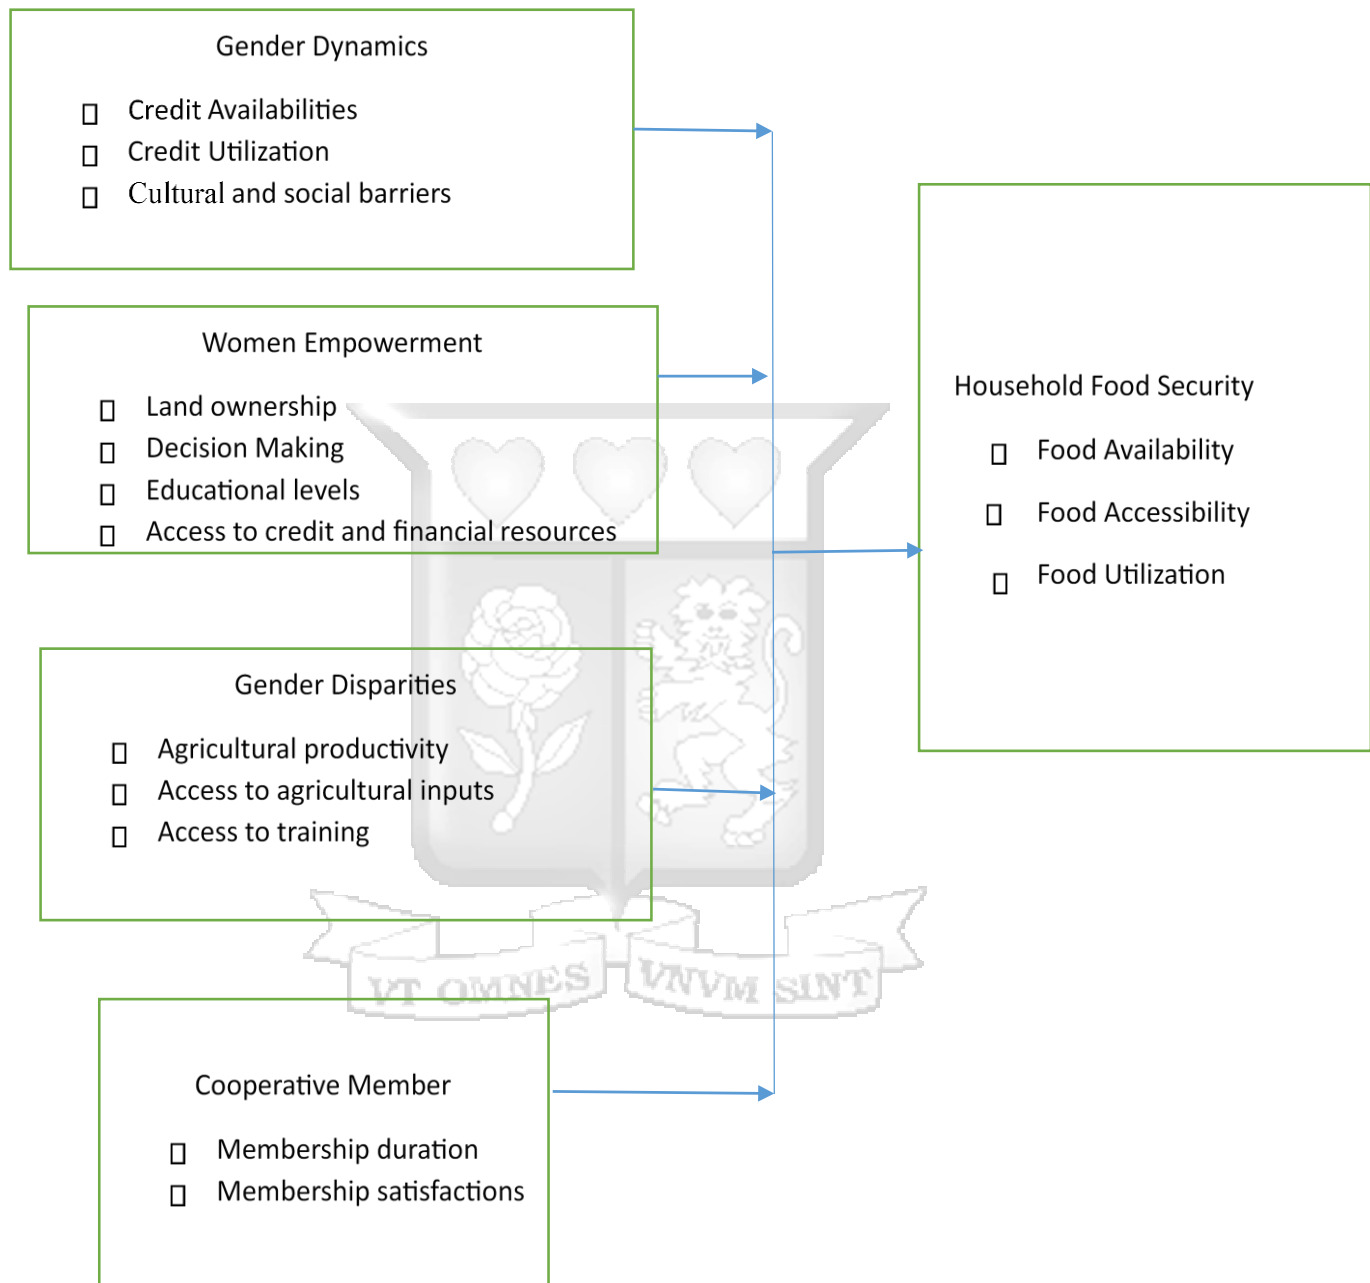 Gender Dynamics
Credit Availabilities
Credit Utilization
Cultural and social barriers
Women Empowerment
Land ownership
Decision Making
Educational levels
Access to credit and financial resources
Gender Disparities
Agricultural productivity
Access to agricultural inputs
Access to training
Cooperative Member
Membership duration
Membership satisfactions
Household Food Security
Food Availability
Food Accessibility
Food Utilization
VT OMNES VNVM SINT